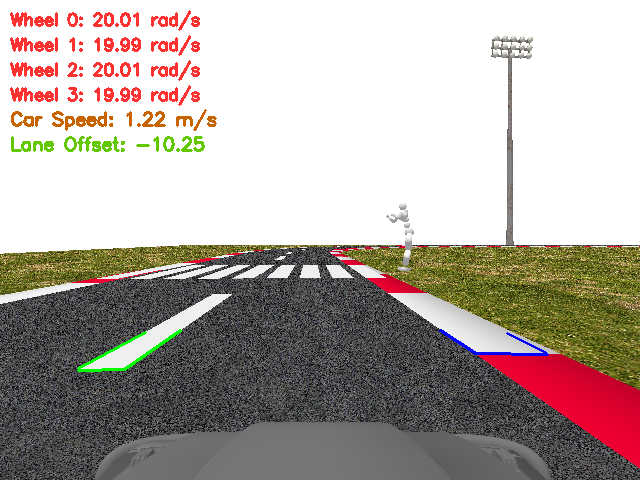 Wheel 0: 20.01 rad/s
Wheel 1: 19.99 rad/s
Wheel 2: 20.01 rad/s
Wheel 3: 19.99 rad/s
Car Speed: 1.22 m/s
Lane Offset: -10.25